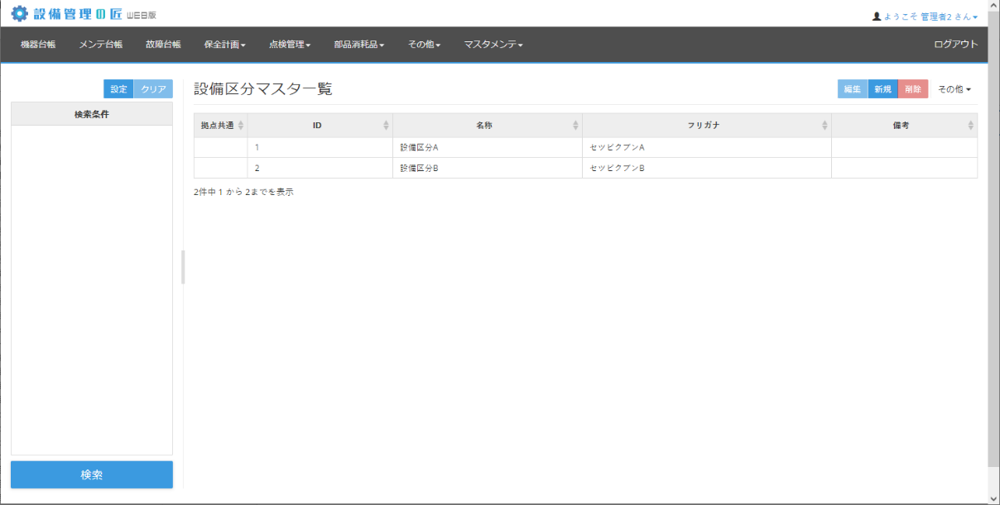 設備管理の匠 WEB版
ようこそ 管理者2 さん
機器台帳 メンテ台帳 故障台帳 保全計画 点検管理 部品消耗品 その他 マスタメンテ ログアウト
設定 クリア
検索条件
検索
設備区分マスター覧
編集 新規 削除 その他
拠点共通 ID 名称 フリガナ 備考
1 設備区分A セツビクブンA
2 設備区分B セツビクブンB
2件中 1 から 2までを表示